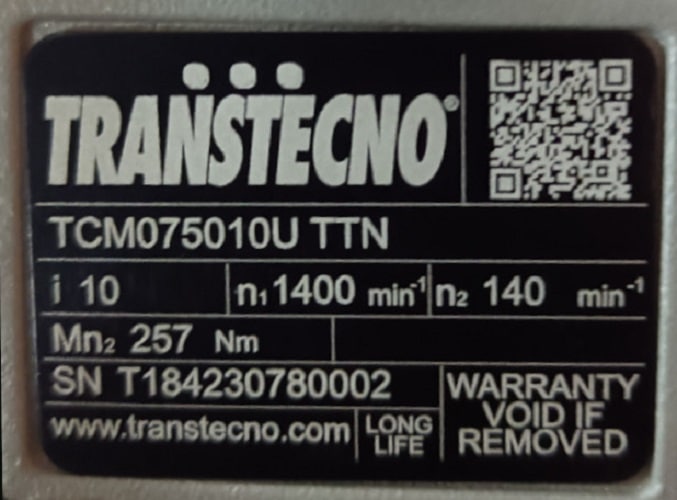 TRANSTECNO®
TCM075010U TTN
i 10 n₁ 1400 min⁻¹ n₂ 140 min⁻¹
Mn₂ 257 Nm
SN T184230780002
www.transtecno.com
LONG
LIFE
WARRANTY
VOID IF
REMOVED